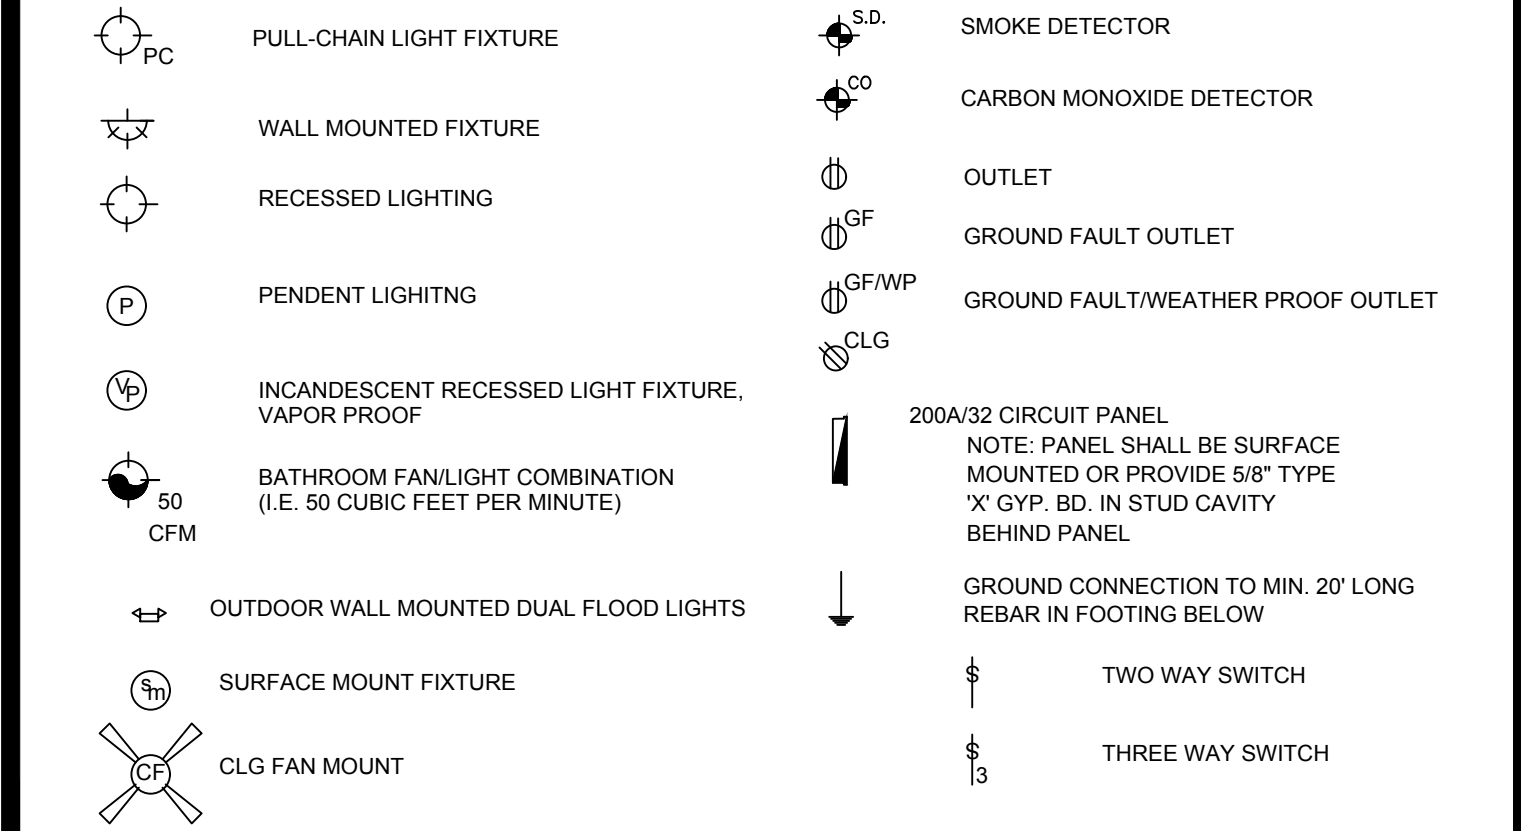 PC
PULL-CHAIN LIGHT FIXTURE
WALL MOUNTED FIXTURE
RECESSED LIGHTING
P
PENDENT LIGHITNG
VP
INCANDESCENT RECESSED LIGHT FIXTURE,
VAPOR PROOF
50
CFM
BATHROOM FAN/LIGHT COMBINATION
(I.E. 50 CUBIC FEET PER MINUTE)
OUTDOOR WALL MOUNTED DUAL FLOOD LIGHTS
sm
SURFACE MOUNT FIXTURE
CF
CLG FAN MOUNT
S.D.
SMOKE DETECTOR
CO
CARBON MONOXIDE DETECTOR
OUTLET
GF
GROUND FAULT OUTLET
GF/WP
GROUND FAULT/WEATHER PROOF OUTLET
CLG
200A/32 CIRCUIT PANEL
NOTE: PANEL SHALL BE SURFACE
MOUNTED OR PROVIDE 5/8" TYPE
'X' GYP. BD. IN STUD CAVITY
BEHIND PANEL
GROUND CONNECTION TO MIN. 20' LONG
REBAR IN FOOTING BELOW
S
TWO WAY SWITCH
S
3
THREE WAY SWITCH